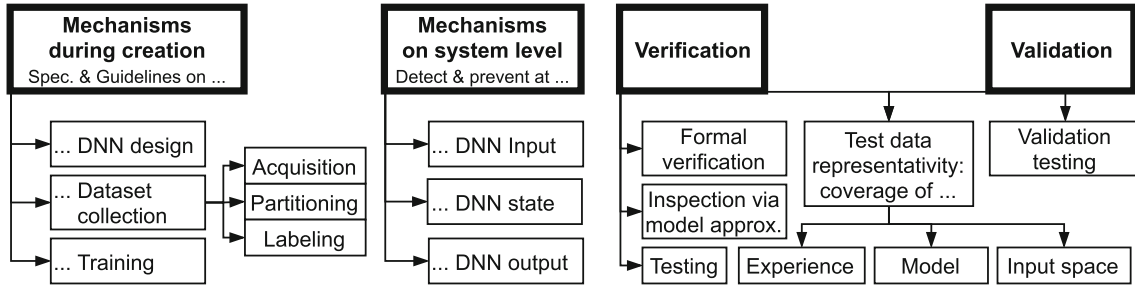 Mechanisms
during creation
Spec. & Guidelines on ...
... DNN design
... Dataset
collection
Acquisition
Partitioning
Labeling
... Training
Mechanisms
on system level
Detect & prevent at ...
... DNN Input
... DNN state
... DNN output
Verification
Formal
verification
Inspection via
model approx.
Testing
Test data
representativity:
coverage of ...
Experience
Model
Input space
Validation
Validation
testing